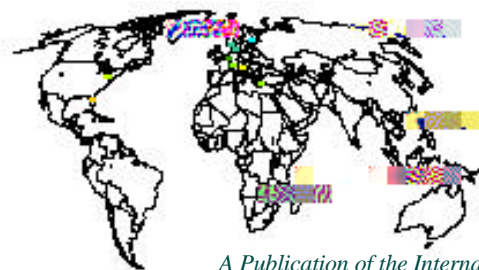 A Publication of the Interna